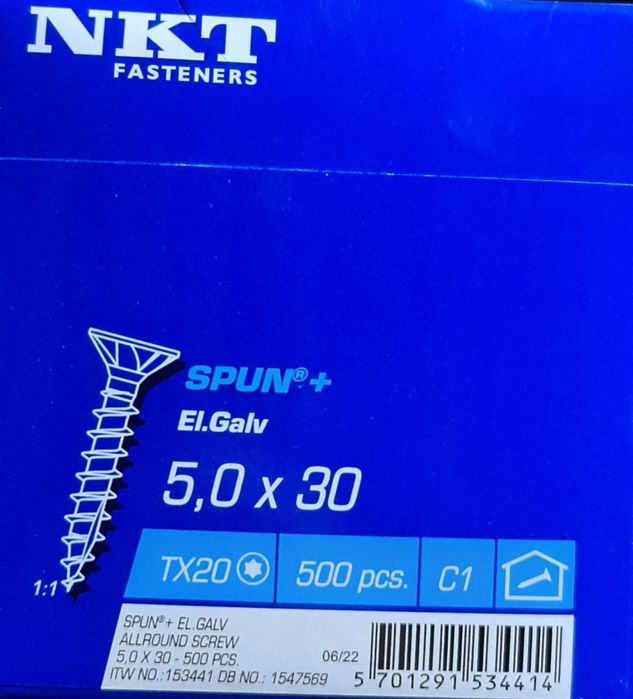 NKT
FASTENERS
SPUN®+
El.Galv
5,0 x 30
TX20
500 pcs.
C1
1:1
SPUN®+ EL.GALV
ALLROUND SCREW
5,0 X 30 - 500 PCS.
06/22
ITW NO.:153441 DB NO.: 1547569
5 701291 534414